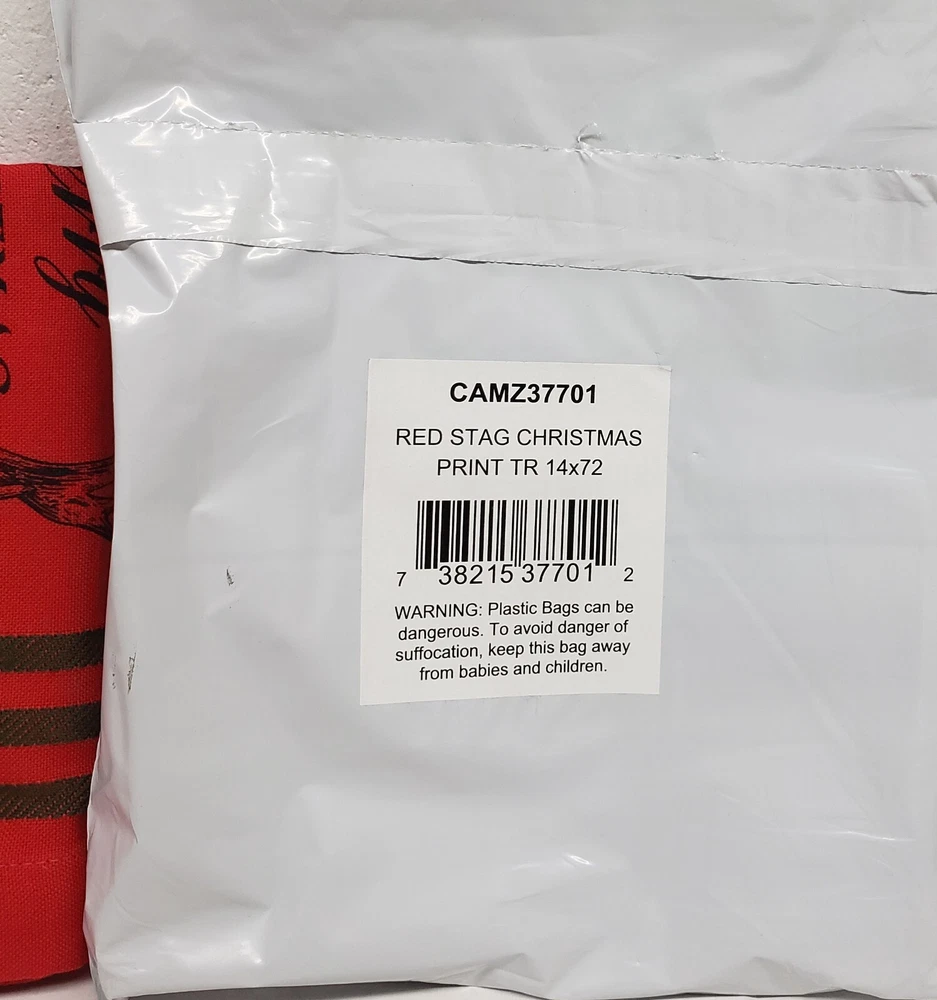 CAMZ37701
RED STAG CHRISTMAS
PRINT TR 14x72
7 38215 37701 2
WARNING: Plastic Bags can be
dangerous. To avoid danger of
suffocation, keep this bag away
from babies and children.